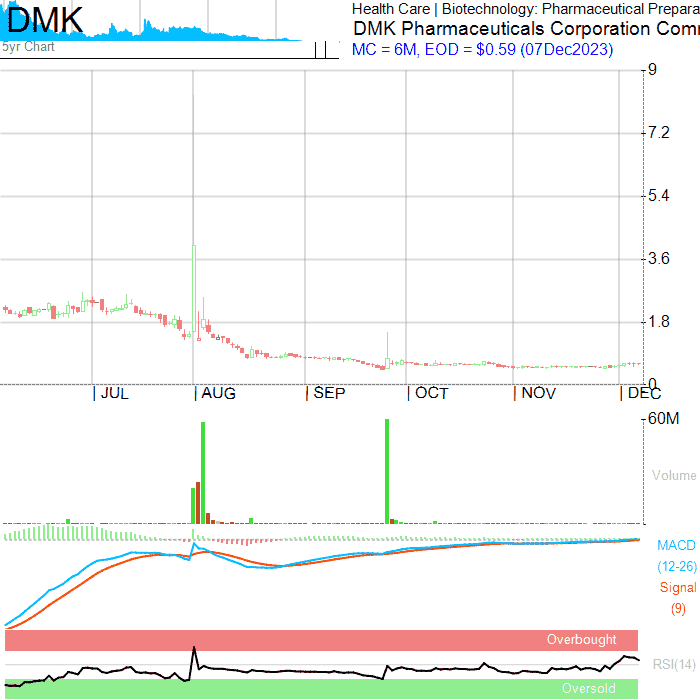 DMK
5yr Chart
Health Care | Biotechnology: Pharmaceutical Prepara
DMK Pharmaceuticals Corporation Com
MC = 6M, EOD = $0.59 (07Dec2023)
9
7.2
5.4
3.6
1.8
0
JUL
AUG
SEP
OCT
NOV
DEC
60M
Volume
MACD
(12-26)
Signal
(9)
Overbought
RSI(14)
Oversold